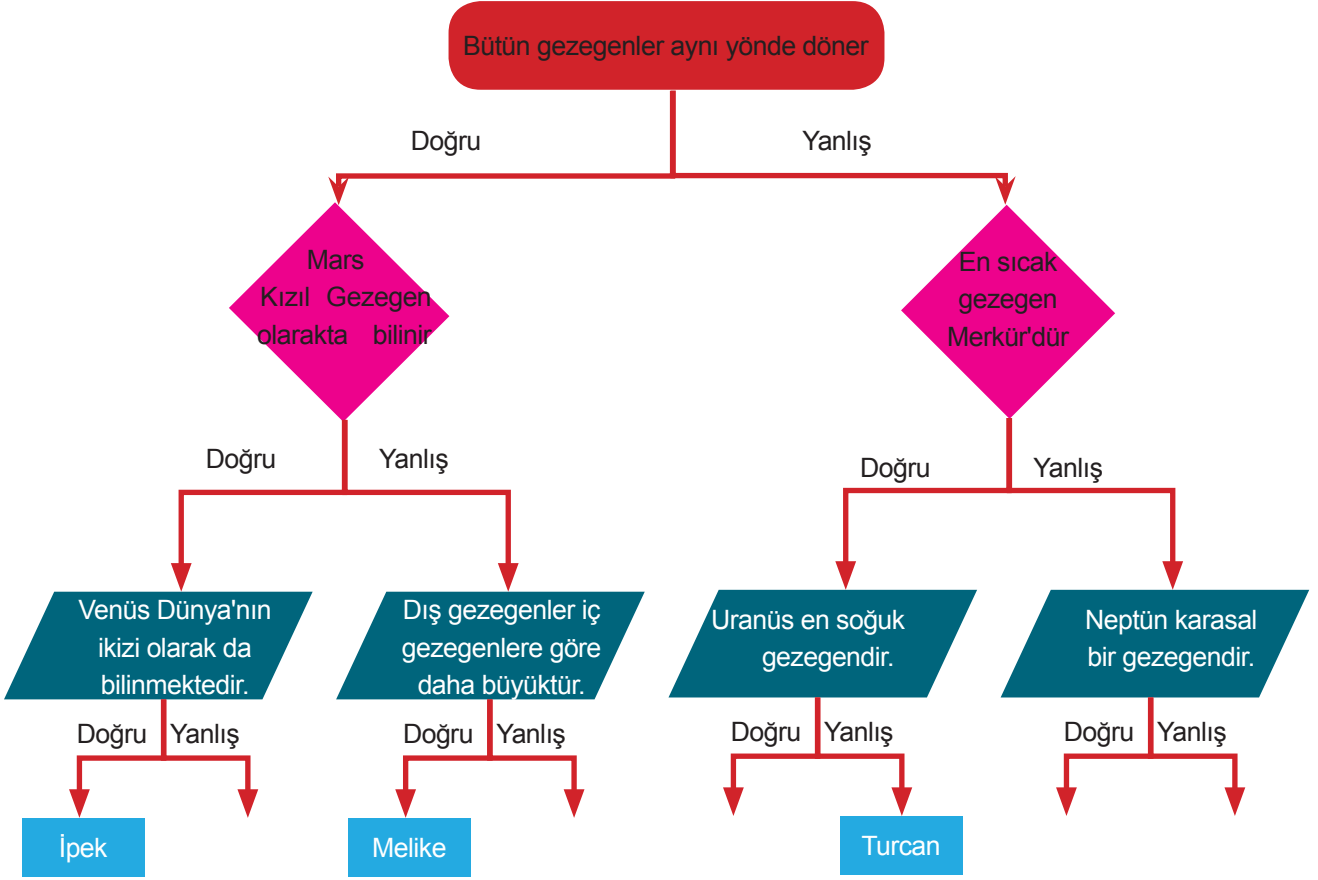 Bütün gezegenler aynı yönde döner
Doğru
Yanlış
Mars
Kızıl Gezegen
olarakta bilinir
En sıcak
gezegen
Merkür'dür
Doğru
Yanlış
Doğru
Yanlış
Venüs Dünya'nın
ikizi olarak da
bilinmektedir.
Dış gezegenler iç
gezegenlere göre
daha büyüktür.
Uranüs en soğuk
gezegendir.
Neptün karasal
bir gezegendir.
Doğru
Yanlış
Doğru
Yanlış
Doğru
Yanlış
Doğru
Yanlış
İpek
Melike
Turcan